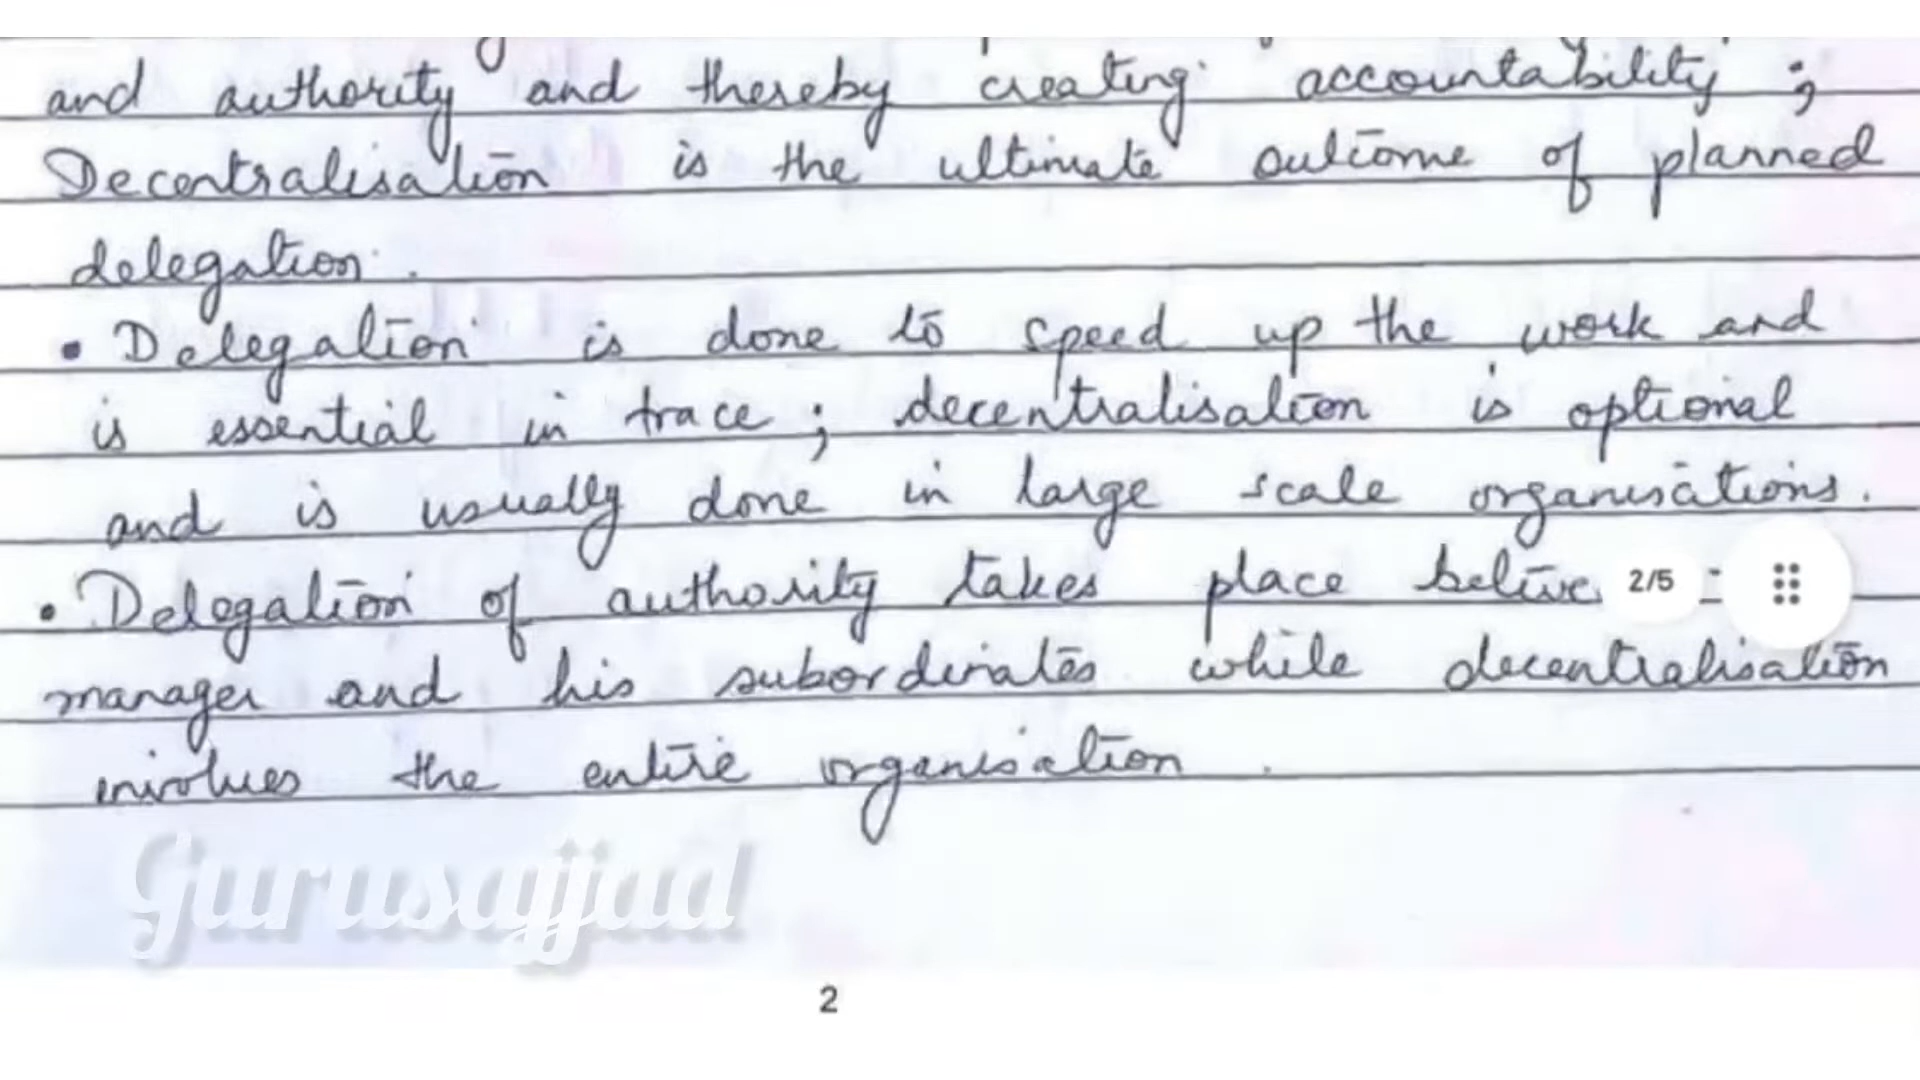 and authority and thereby creating accountability ;
Decentralisation is the ultimate outcome of planned
delegation.
• Delegation is done to speed up the work and
is essential in trace ; decentralisation is optional
and is usually done in large scale organisations.
• Delegation of authority takes place betwe
2/5
manager and his subordinates while decentralisation
involves the entire organisation.
Gurusajjad
2